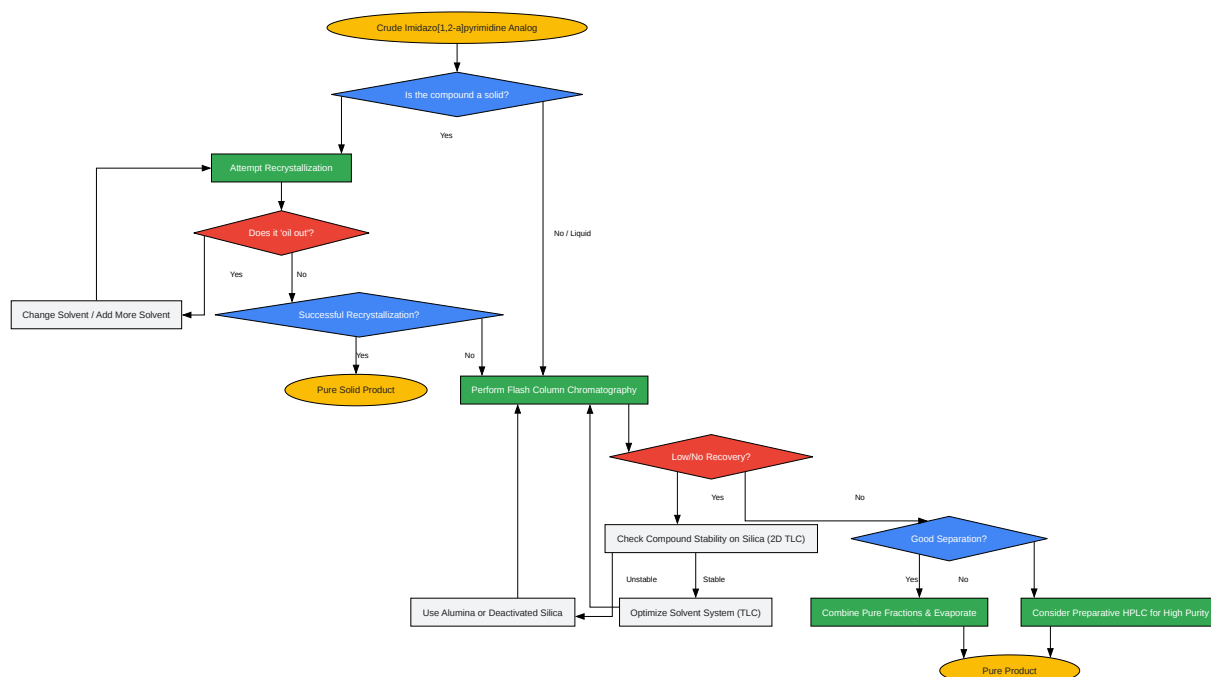 Crude Imidazo[1,2-a]pyrimidine Analog
Is the compound a solid?
Yes
Attempt Recrystallization
Does it 'oil out'?
No / Liquid
Yes
No
Change Solvent / Add More Solvent
Successful Recrystallization?
Yes
No
Pure Solid Product
Perform Flash Column Chromatography
Low/No Recovery?
Yes
No
Check Compound Stability on Silica (2D TLC)
Good Separation?
Unstable
Stable
Yes
No
Use Alumina or Deactivated Silica
Optimize Solvent System (TLC)
Combine Pure Fractions & Evaporate
Consider Preparative HPLC for High Purity
Pure Product